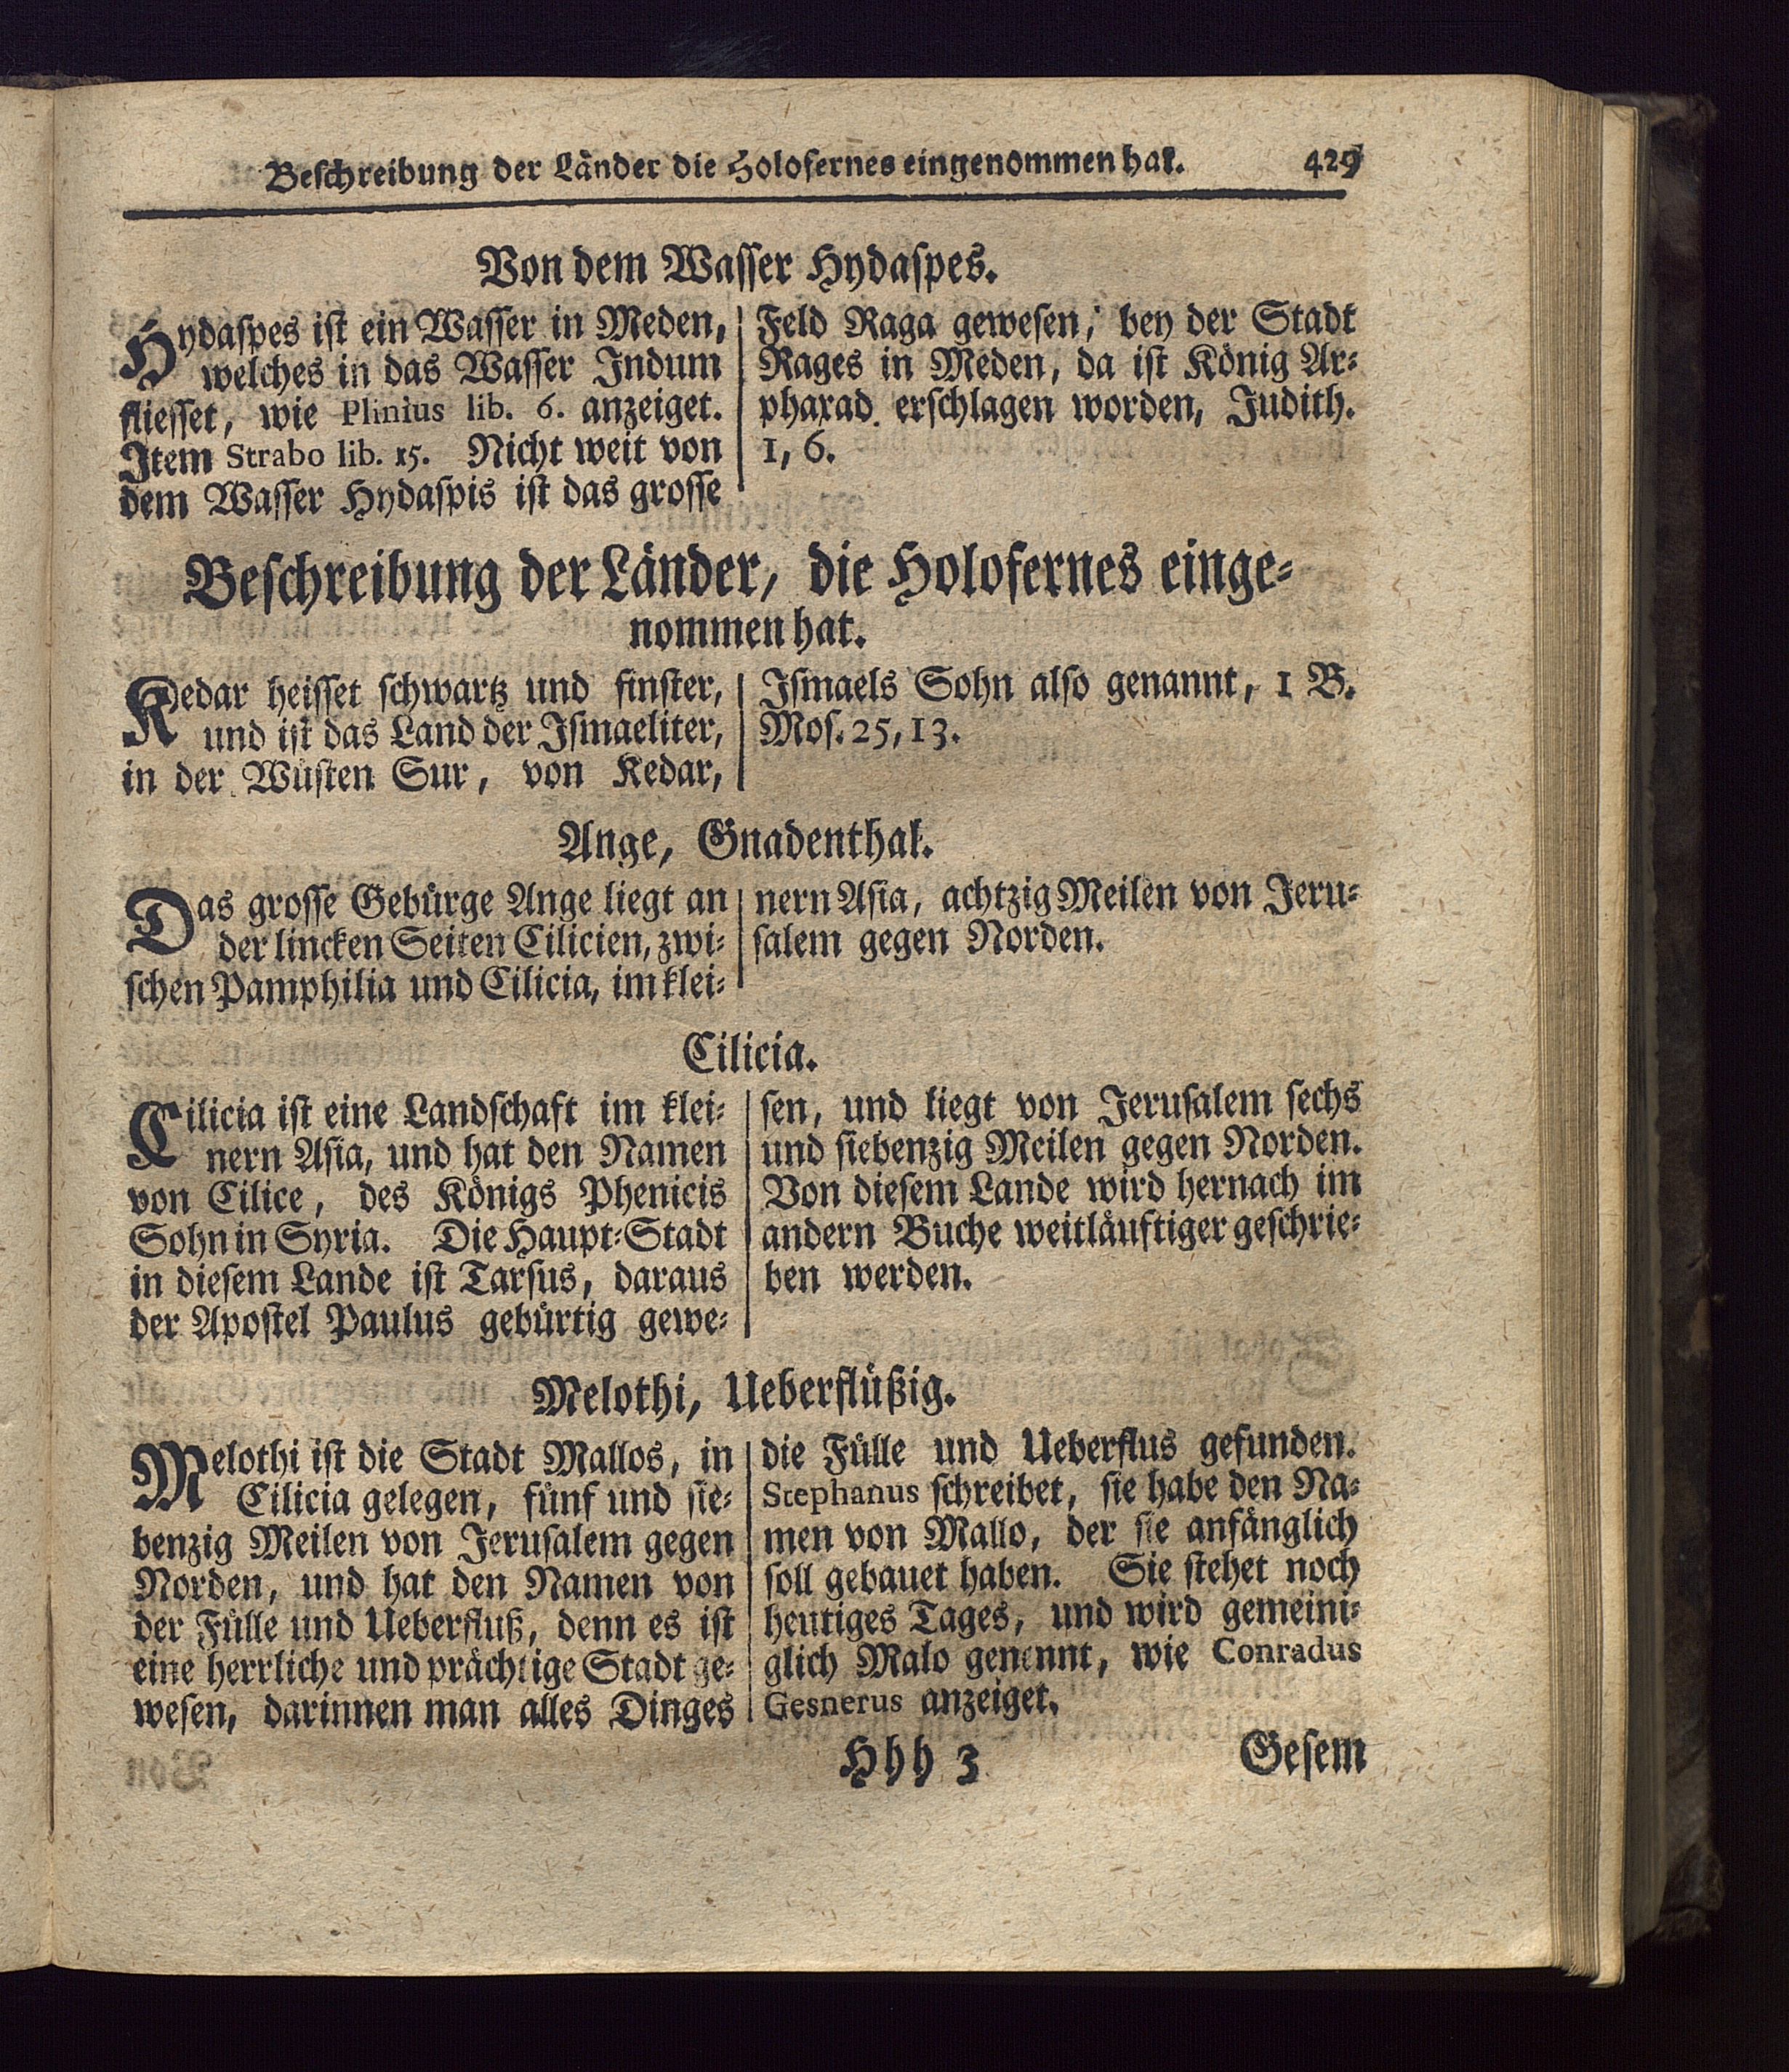 Beschreibung der Länder die Holofernes eingenommen hat. 429
Von dem Wasser Hydaspes.
Hydaspes ist ein Wasser in Meden,
welches in das Wasser Indum
fliesset, wie Plinius lib. 6. anzeiget.
Item Strabo lib. 15. Nicht weit von
dem Wasser Hydaspis ist das grosse
Feld Raga gewesen, bey der Stadt
Rages in Meden, da ist König Ar-
phaxad erschlagen worden, Judith.
1, 6.
Beschreibung der Länder, die Holofernes einge-
nommen hat.
Kedar heisset schwartz und finster,
und ist das Land der Ismaeliter,
in der Wüsten Sur, von Kedar,
Ismaels Sohn also genannt, 1 B.
Mos. 25, 13.
Ange, Gnadenthal.
Das grosse Gebürge Ange liegt an
der lincken Seiten Cilicien, zwi-
schen Pamphilia und Cilicia, im klei-
nern Asia, achtzig Meilen von Jeru-
salem gegen Norden.
Cilicia.
Cilicia ist eine Landschaft im klei-
nern Asia, und hat den Namen
von Cilice, des Königs Phenicis
Sohn in Syria. Die Haupt-Stadt
in diesem Lande ist Tarsus, daraus
der Apostel Paulus gebürtig gewe-
sen, und liegt von Jerusalem sechs
und siebenzig Meilen gegen Norden.
Von diesem Lande wird hernach im
andern Buche weitläuftiger geschrie-
ben werden.
Melothi, Ueberflüßig.
Melothi ist die Stadt Mallos, in
Cilicia gelegen, fünf und sie-
benzig Meilen von Jerusalem gegen
Norden, und hat den Namen von
der Fülle und Ueberfluß, denn es ist
eine herrliche und prächtige Stadt ge-
wesen, darinnen man alles Dinges
die Fülle und Ueberflus gefunden.
Stephanus schreibet, sie habe den Na-
men von Mallo, der sie anfänglich
soll gebauet haben. Sie stehet noch
heutiges Tages, und wird gemeini-
glich Malo genennt, wie Conradus
Gesnerus anzeiget.
Hhh 3 Gesem